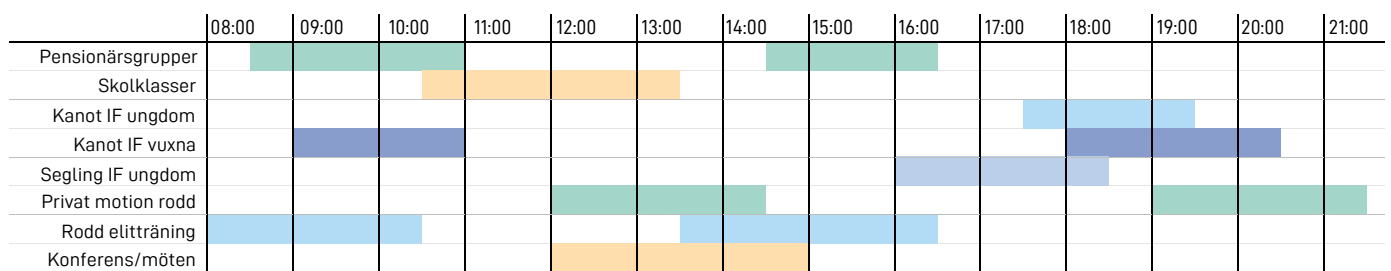 08:00 09:00 10:00 11:00 12:00 13:00 14:00 15:00 16:00 17:00 18:00 19:00 20:00 21:00
Pensionärsgrupper
Skolklasser
Kanot IF ungdom
Kanot IF vuxna
Segling IF ungdom
Privat motion rodd
Rodd elitträning
Konferens/möten